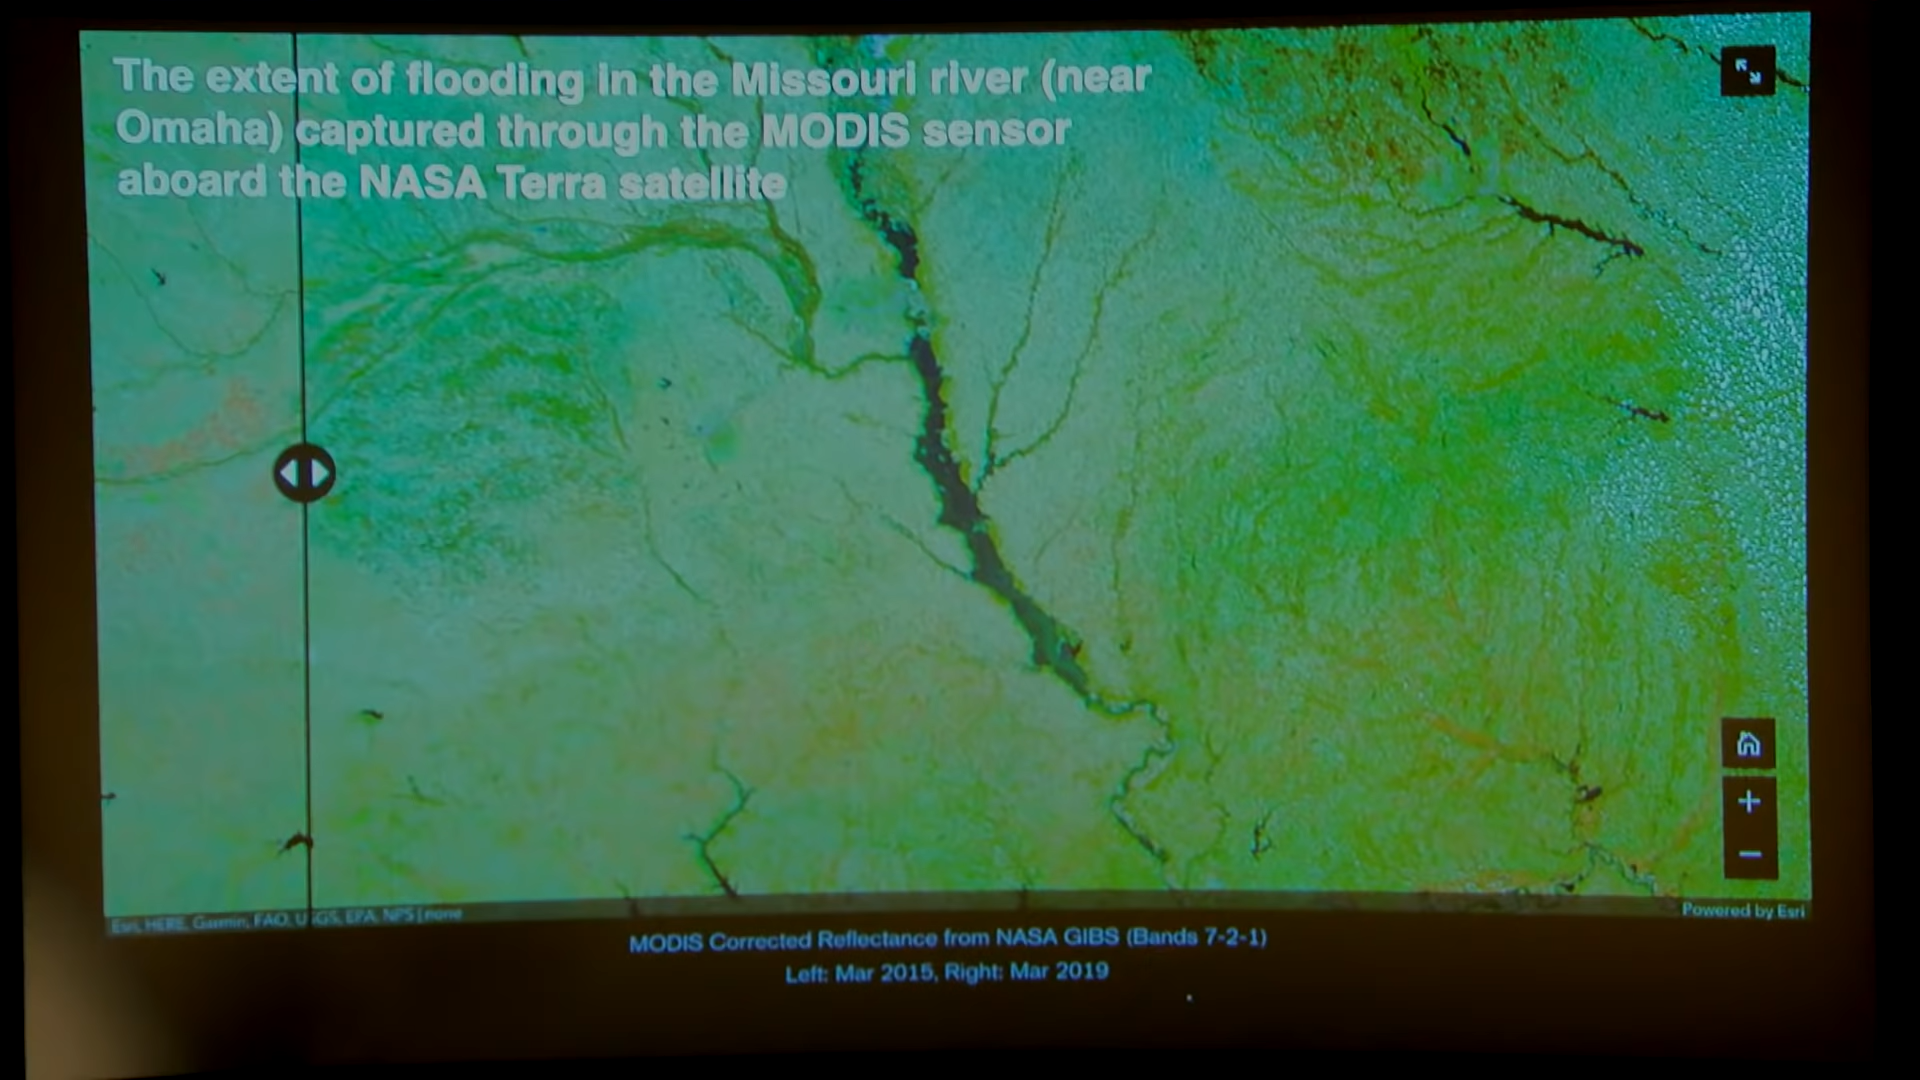 The extent of flooding in the Missouri river (near
Omaha) captured through the MODIS sensor
aboard the NASA Terra satellite
Esri, HERE, Garmin, FAO, USGS, EPA, NPS | none
Powered by Esri
MODIS Corrected Reflectance from NASA GIBS (Bands 7-2-1)
Left: Mar 2015, Right: Mar 2019